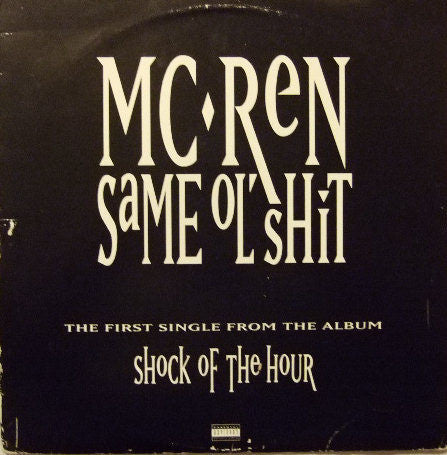 MC ReN
SaME OL' SHiT
THE FIRST SINGLE FROM THE ALBUM
SHOCK OF THE HOUR